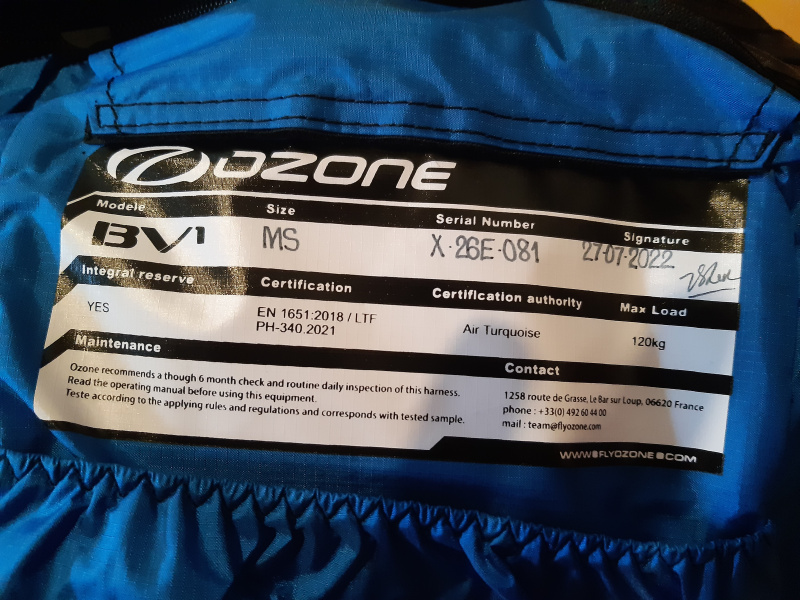 OZONE
Modele Size Serial Number Signature
BV1 MS X-26E-081 27-07-2022
Integral reserve Certification Certification authority Max Load
YES EN 1651:2018 / LTF Air Turquoise 120kg
PH-340.2021
Maintenance Contact
Ozone recommends a though 6 month check and routine daily inspection of this harness.
Read the operating manual before using this equipment.
Teste according to the applying rules and regulations and corresponds with tested sample.
1258 route de Grasse, Le Bar sur Loup, 06620 France
phone : +33(0) 492 60 44 00
mail : team@flyozone.com
WWW.FLYOZONE.COM